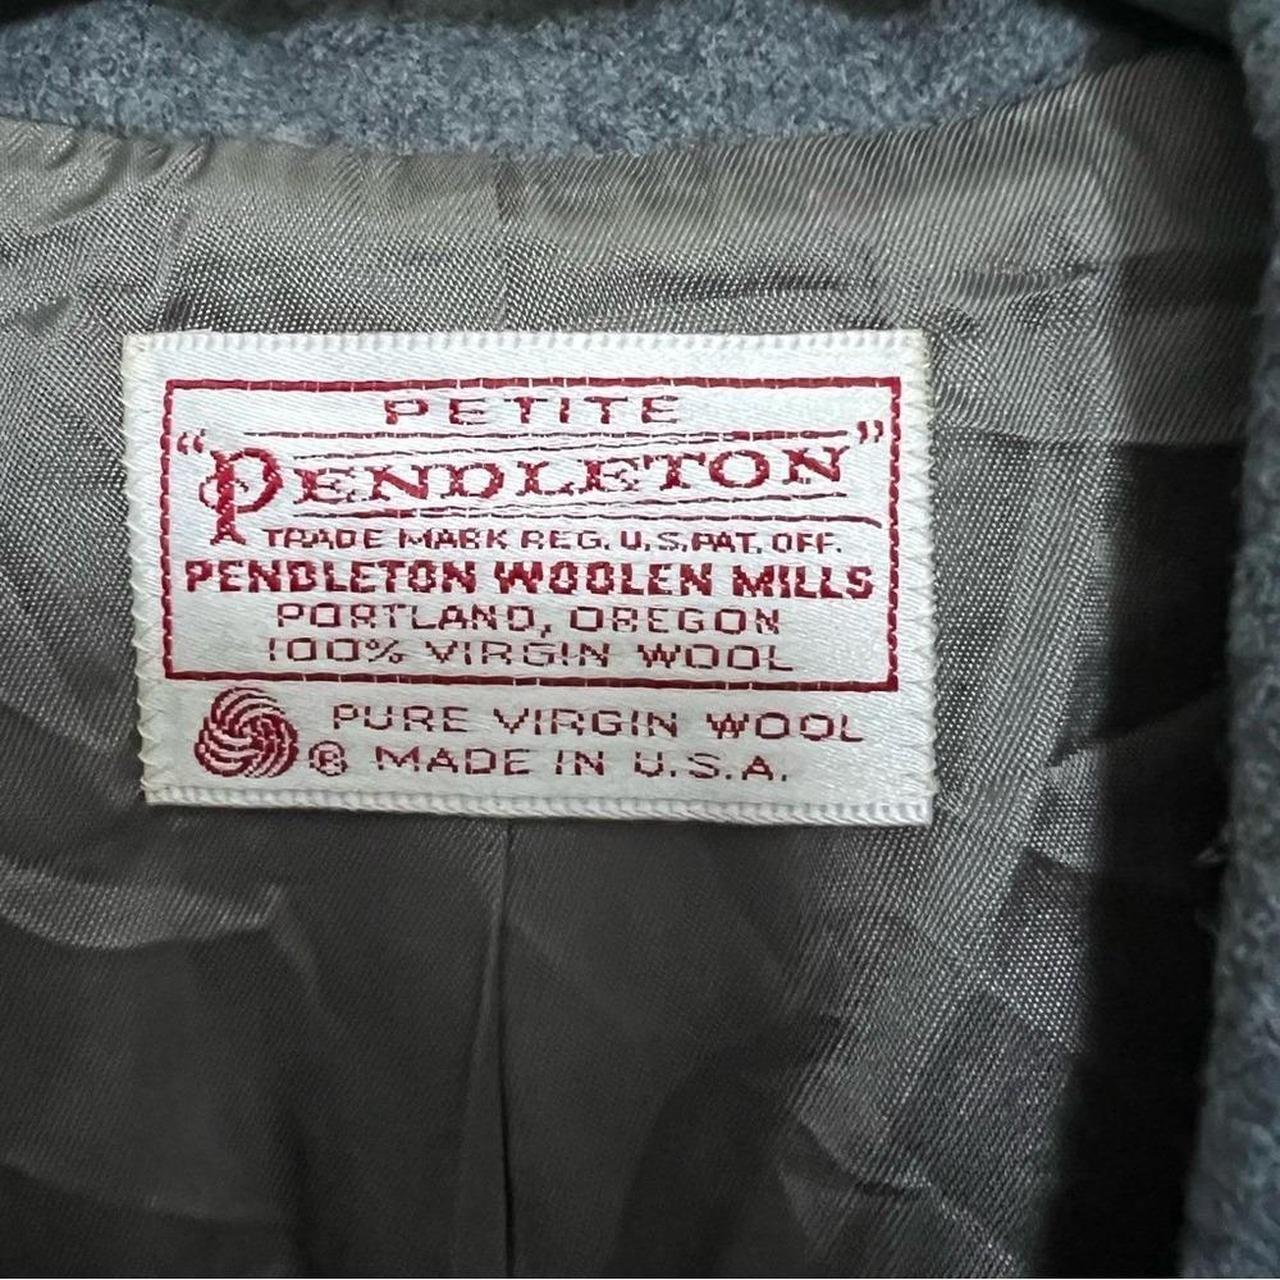 PETITE
"PENDLETON"
TRADE MARK REG. U.S. PAT. OFF.
PENDLETON WOOLEN MILLS
PORTLAND, OREGON
100% VIRGIN WOOL
PURE VIRGIN WOOL
® MADE IN U.S.A.